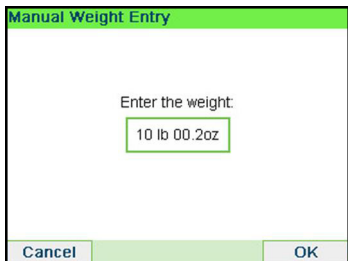 Manual Weight Entry
Enter the weight:
10 lb 00.2oz
Cancel
OK